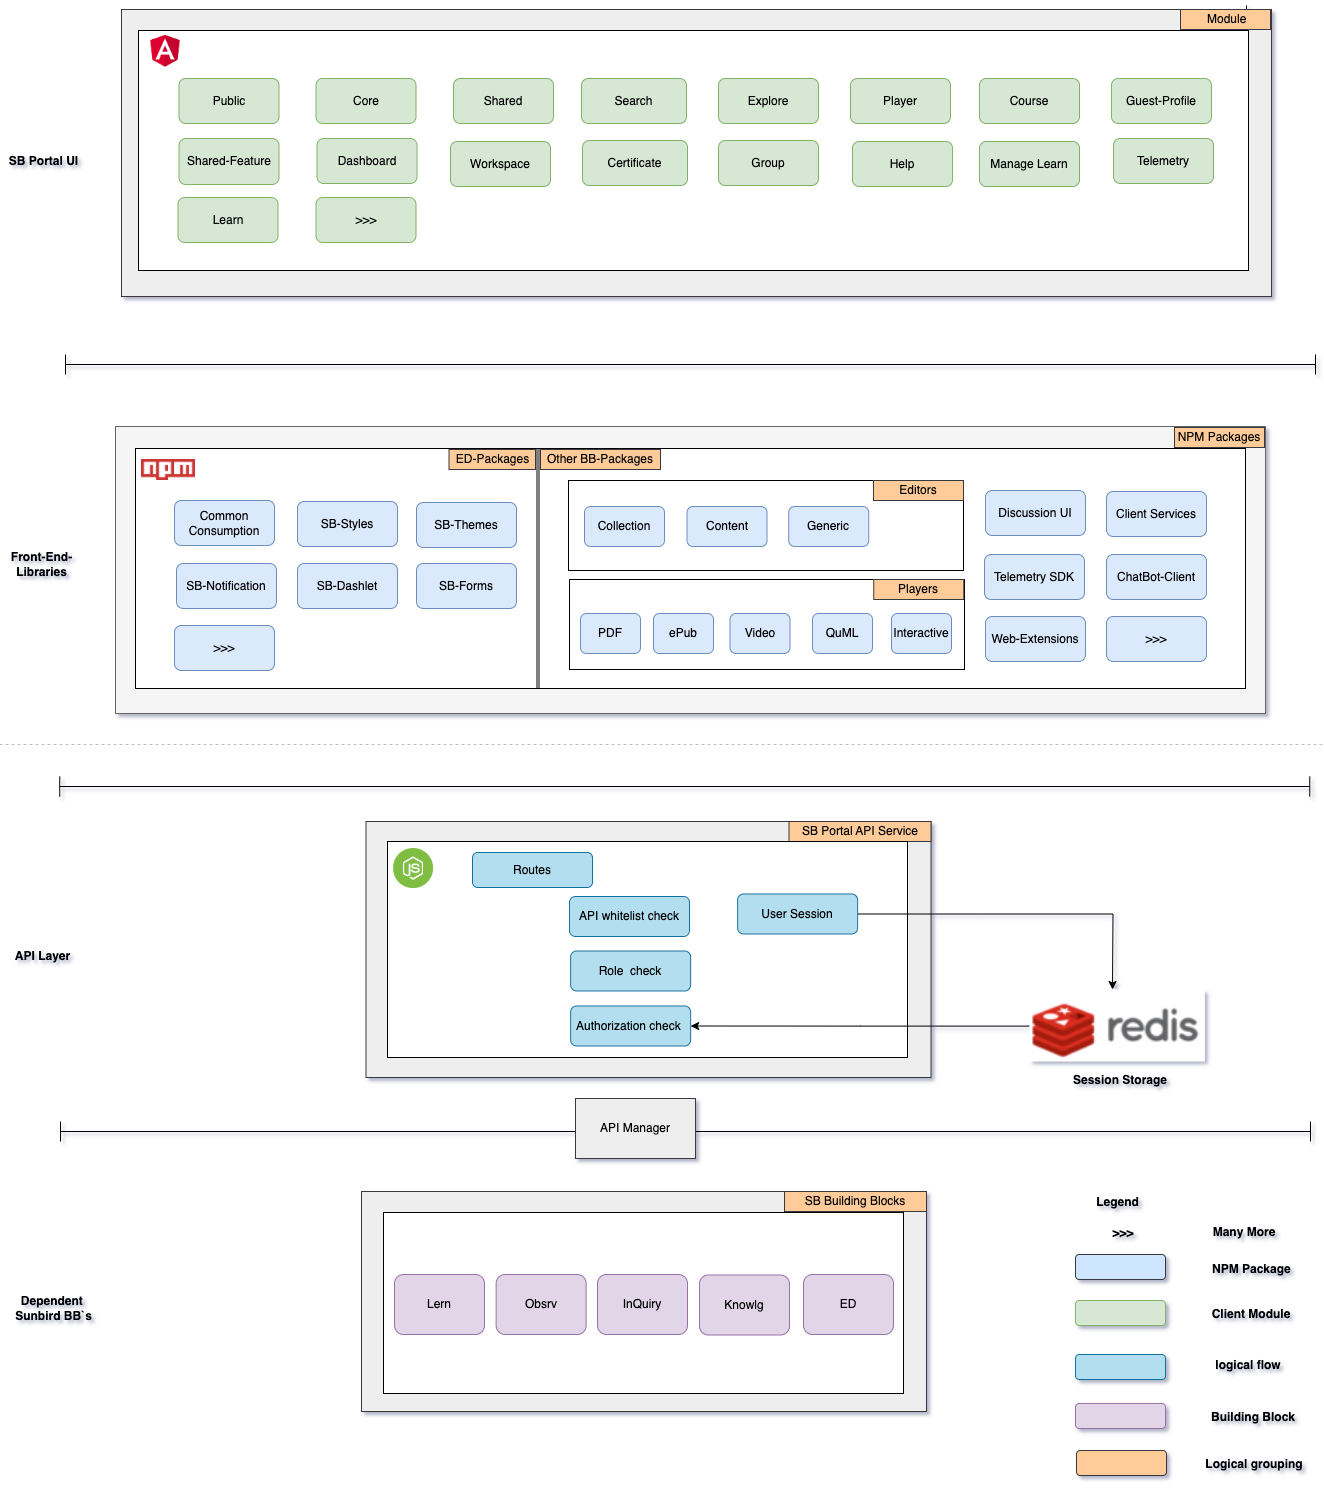 Module
Public
Core
Shared
Search
Explore
Player
Course
Guest-Profile
SB Portal UI
Shared-Feature
Dashboard
Workspace
Certificate
Group
Help
Manage Learn
Telemetry
Learn
>>>
NPM Packages
npm
ED-Packages
Other BB-Packages
Editors
Common
Consumption
SB-Styles
SB-Themes
Collection
Content
Generic
Discussion UI
Client Services
Front-End-
Libraries
SB-Notification
SB-Dashlet
SB-Forms
Players
Telemetry SDK
ChatBot-Client
>>>
PDF
ePub
Video
QuML
Interactive
Web-Extensions
>>>
SB Portal API Service
JS
Routes
API whitelist check
User Session
API Layer
Role  check
Authorization check
redis
Session Storage
API Manager
SB Building Blocks
Dependent
Sunbird BB`s
Lern
Obsrv
InQuiry
Knowlg
ED
Legend
>>>
Many More
NPM Package
Client Module
logical flow
Building Block
Logical grouping